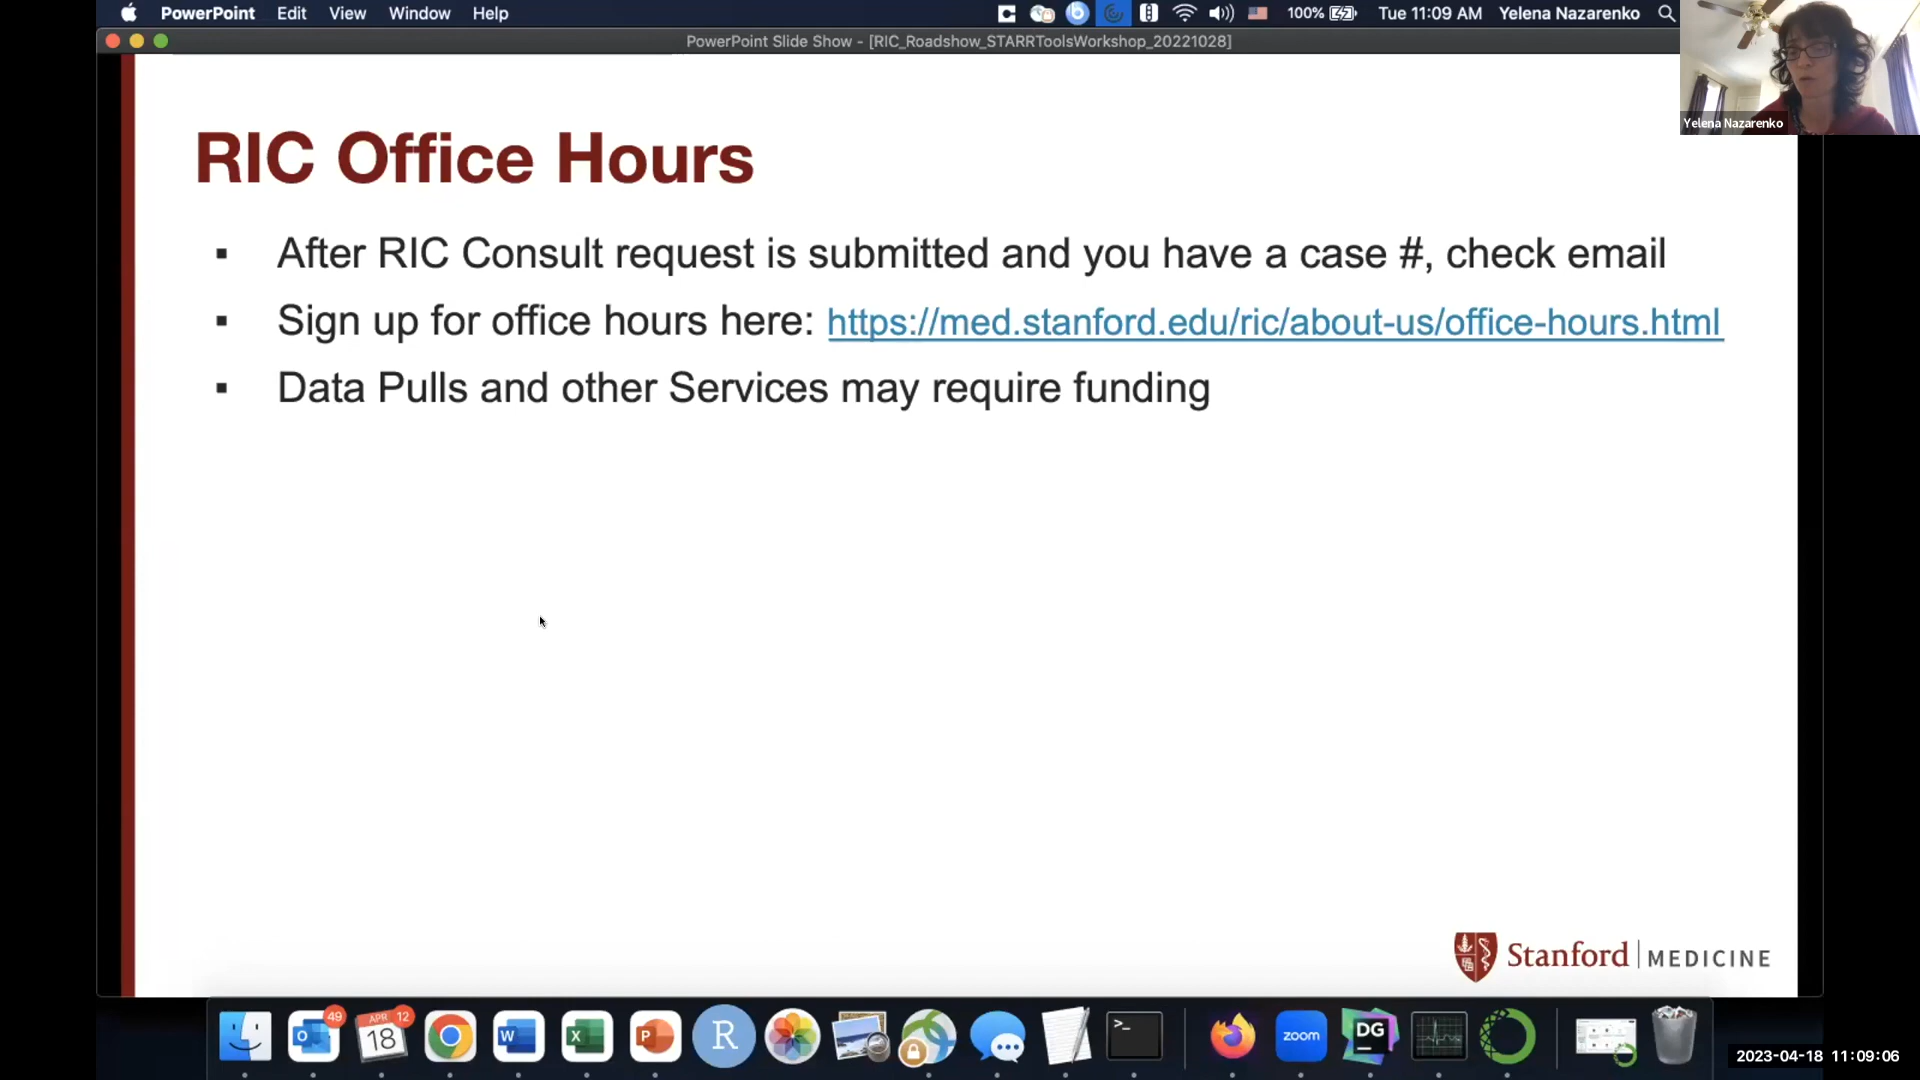 PowerPoint Edit View Window Help 100% Tue 11:09 AM Yelena Nazarenko
PowerPoint Slide Show - [RIC_Roadshow_STARRToolsWorkshop_20221028]
Yelena Nazarenko
RIC Office Hours
▪ After RIC Consult request is submitted and you have a case #, check email
▪ Sign up for office hours here: https://med.stanford.edu/ric/about-us/office-hours.html
▪ Data Pulls and other Services may require funding
Stanford MEDICINE
49
APR 12
18
O
W
X
P
R
>_
zoom
DG
2023-04-18 11:09:06